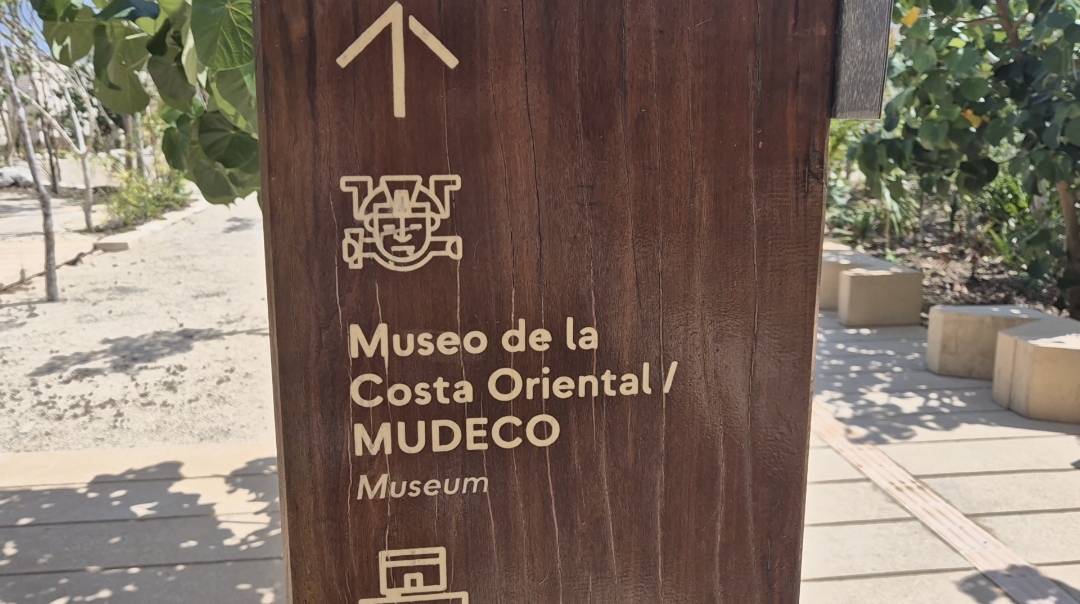 Museo de la
Costa Oriental /
MUDECO
Museum